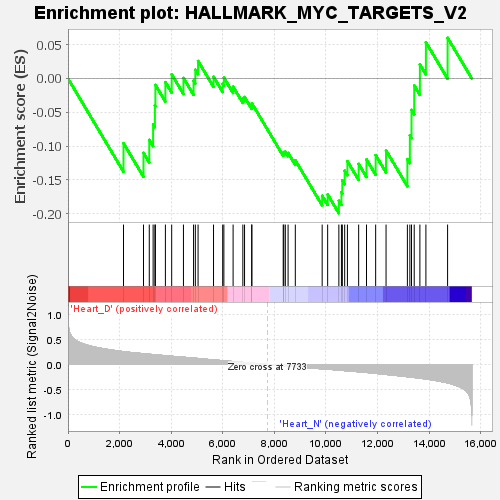 Enrichment plot: HALLMARK_MYC_TARGETS_V2
Enrichment score (ES)
0.05
0.00
-0.05
-0.10
-0.15
-0.20
'Heart_D' (positively correlated)
Ranked list metric (Signal2Noise)
1.0
0.5
0.0
-0.5
-1.0
Zero cross at 7733
'Heart_N' (negatively correlated)
0
2,000
4,000
6,000
8,000
10,000
12,000
14,000
16,000
Rank in Ordered Dataset
Enrichment profile
Hits
Ranking metric scores